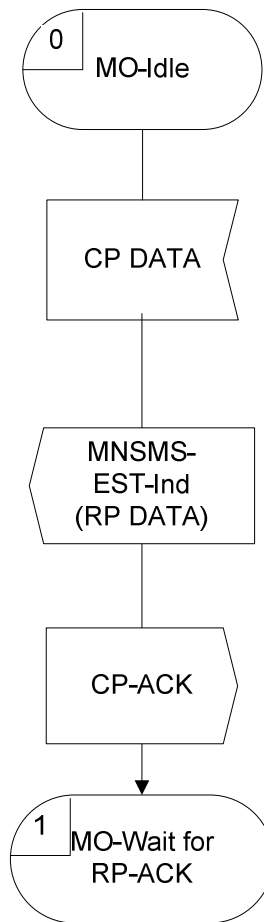 0
MO-Idle
CP DATA
MNSMS-
EST-Ind
(RP DATA)
CP-ACK
1
MO-Wait for
RP-ACK